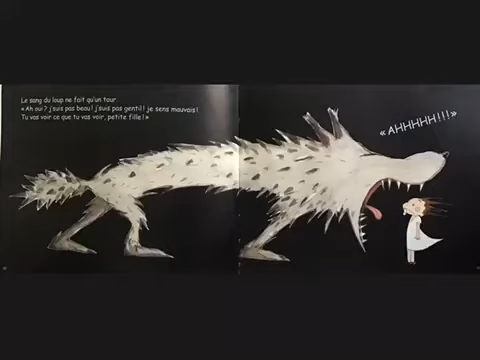 Le sang du loup ne fait qu'un tour.
« Ah oui ? j'suis pas beau ! j'suis pas gentil ! je sens mauvais !
Tu vas voir ce que tu vas voir, petite fille ! »
« AHHHHH!!! »